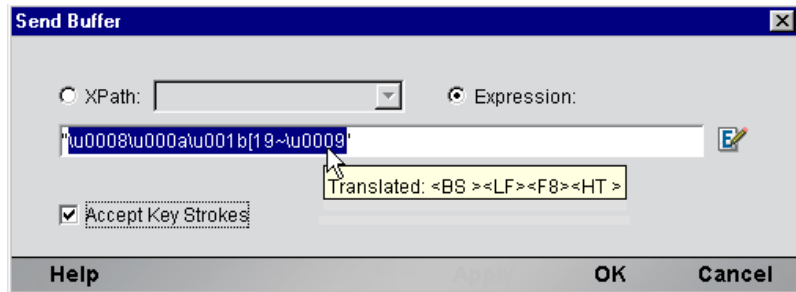 Send Buffer
XPath: Expression:
"\u0008\u000a\u001b[19~\u0009"
Translated: <BS ><LF><F8><HT >
Accept Key Strokes
Help Apply OK Cancel